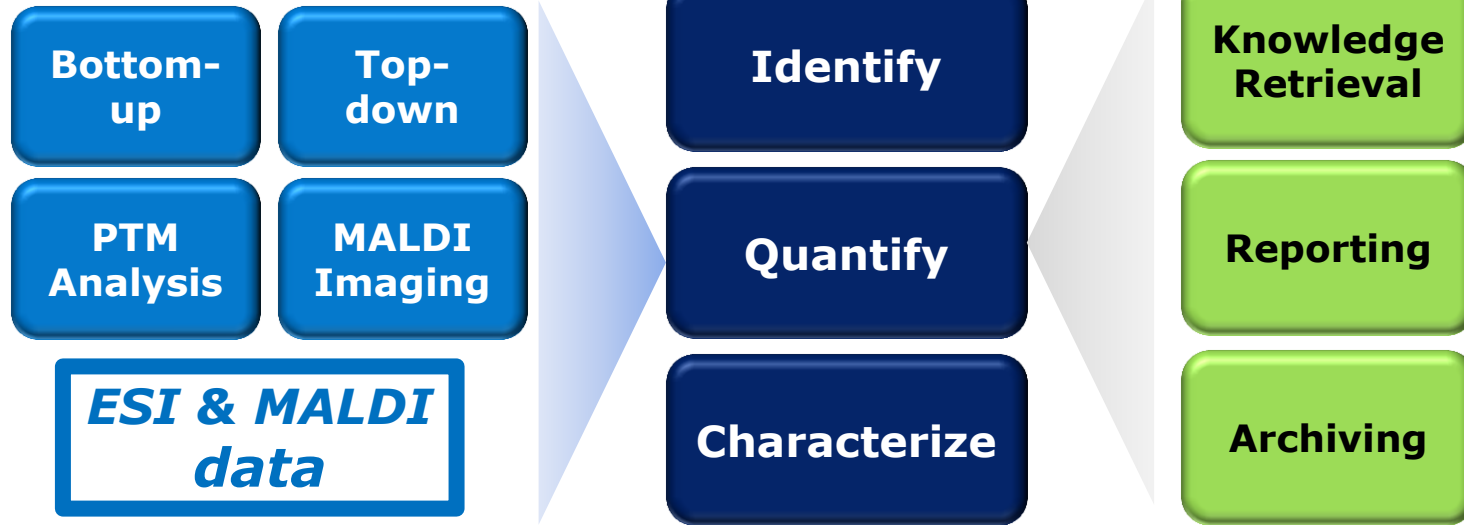 Bottom-
up
Top-
down
PTM
Analysis
MALDI
Imaging
ESI & MALDI
data
Identify
Quantify
Characterize
Knowledge
Retrieval
Reporting
Archiving